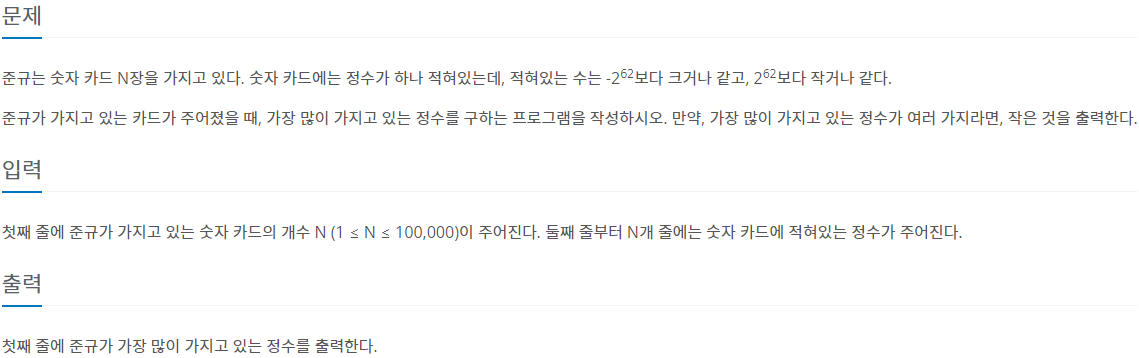 문제
준규는 숫자 카드 N장을 가지고 있다. 숫자 카드에는 정수가 하나 적혀있는데, 적혀있는 수는 -2⁶²보다 크거나 같고, 2⁶²보다 작거나 같다.
준규가 가지고 있는 카드가 주어졌을 때, 가장 많이 가지고 있는 정수를 구하는 프로그램을 작성하시오. 만약, 가장 많이 가지고 있는 정수가 여러 가지라면, 작은 것을 출력한다.
입력
첫째 줄에 준규가 가지고 있는 숫자 카드의 개수 N (1 ≤ N ≤ 100,000)이 주어진다. 둘째 줄부터 N개 줄에는 숫자 카드에 적혀있는 정수가 주어진다.
출력
첫째 줄에 준규가 가장 많이 가지고 있는 정수를 출력한다.